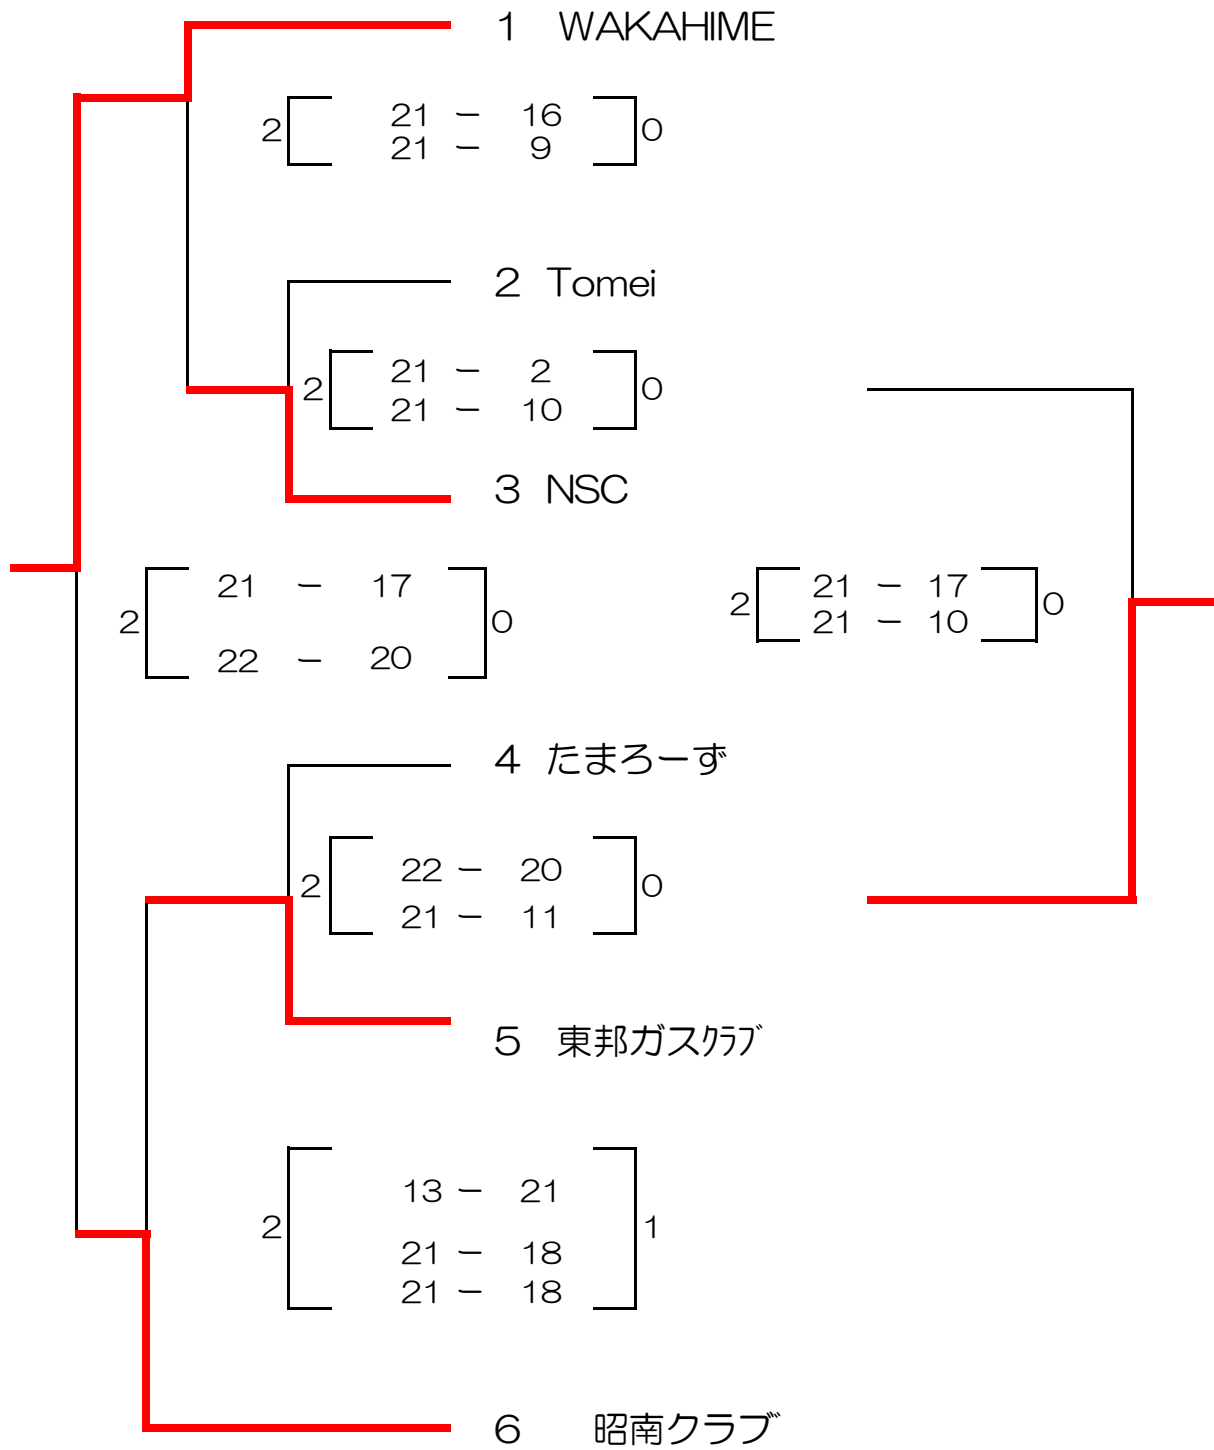 1 WAKAHIME
2 21 − 16 0
21 − 9
2 Tomei
2 21 − 2 0
21 − 10
3 NSC
2 21 − 17 0
22 − 20
2 21 − 17 0
21 − 10
4 たまろーず
2 22 − 20 0
21 − 11
5 東邦ガスｸﾗﾌﾞ
2 13 − 21 1
21 − 18
21 − 18
6 昭南クラブ